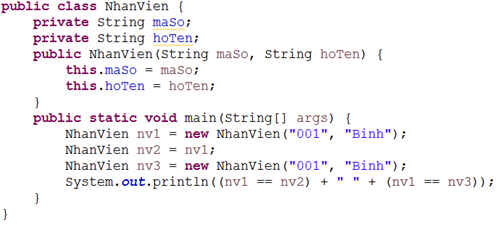 public class NhanVien {
    private String maSo;
    private String hoTen;
    public NhanVien(String maSo, String hoTen) {
        this.maSo = maSo;
        this.hoTen = hoTen;
    }
    public static void main(String[] args) {
        NhanVien nv1 = new NhanVien("001", "Binh");
        NhanVien nv2 = nv1;
        NhanVien nv3 = new NhanVien("001", "Binh");
        System.out.println((nv1 == nv2) + " " + (nv1 == nv3));
    }
}